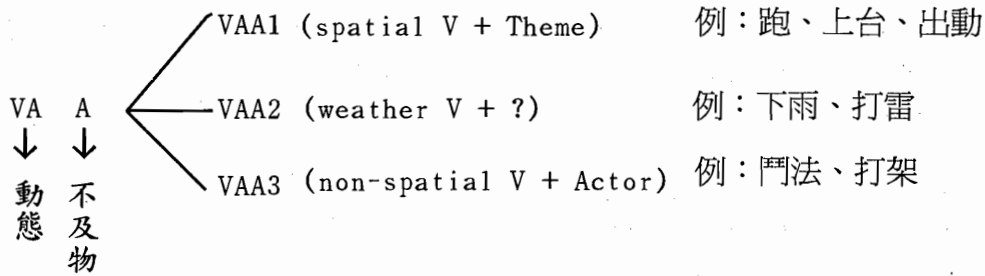 VAA1 (spatial V + Theme) 例：跑、上台、出動
VA A VAA2 (weather V + ?) 例：下雨、打雷
VAA3 (non-spatial V + Actor) 例：鬥法、打架
動態
不及物